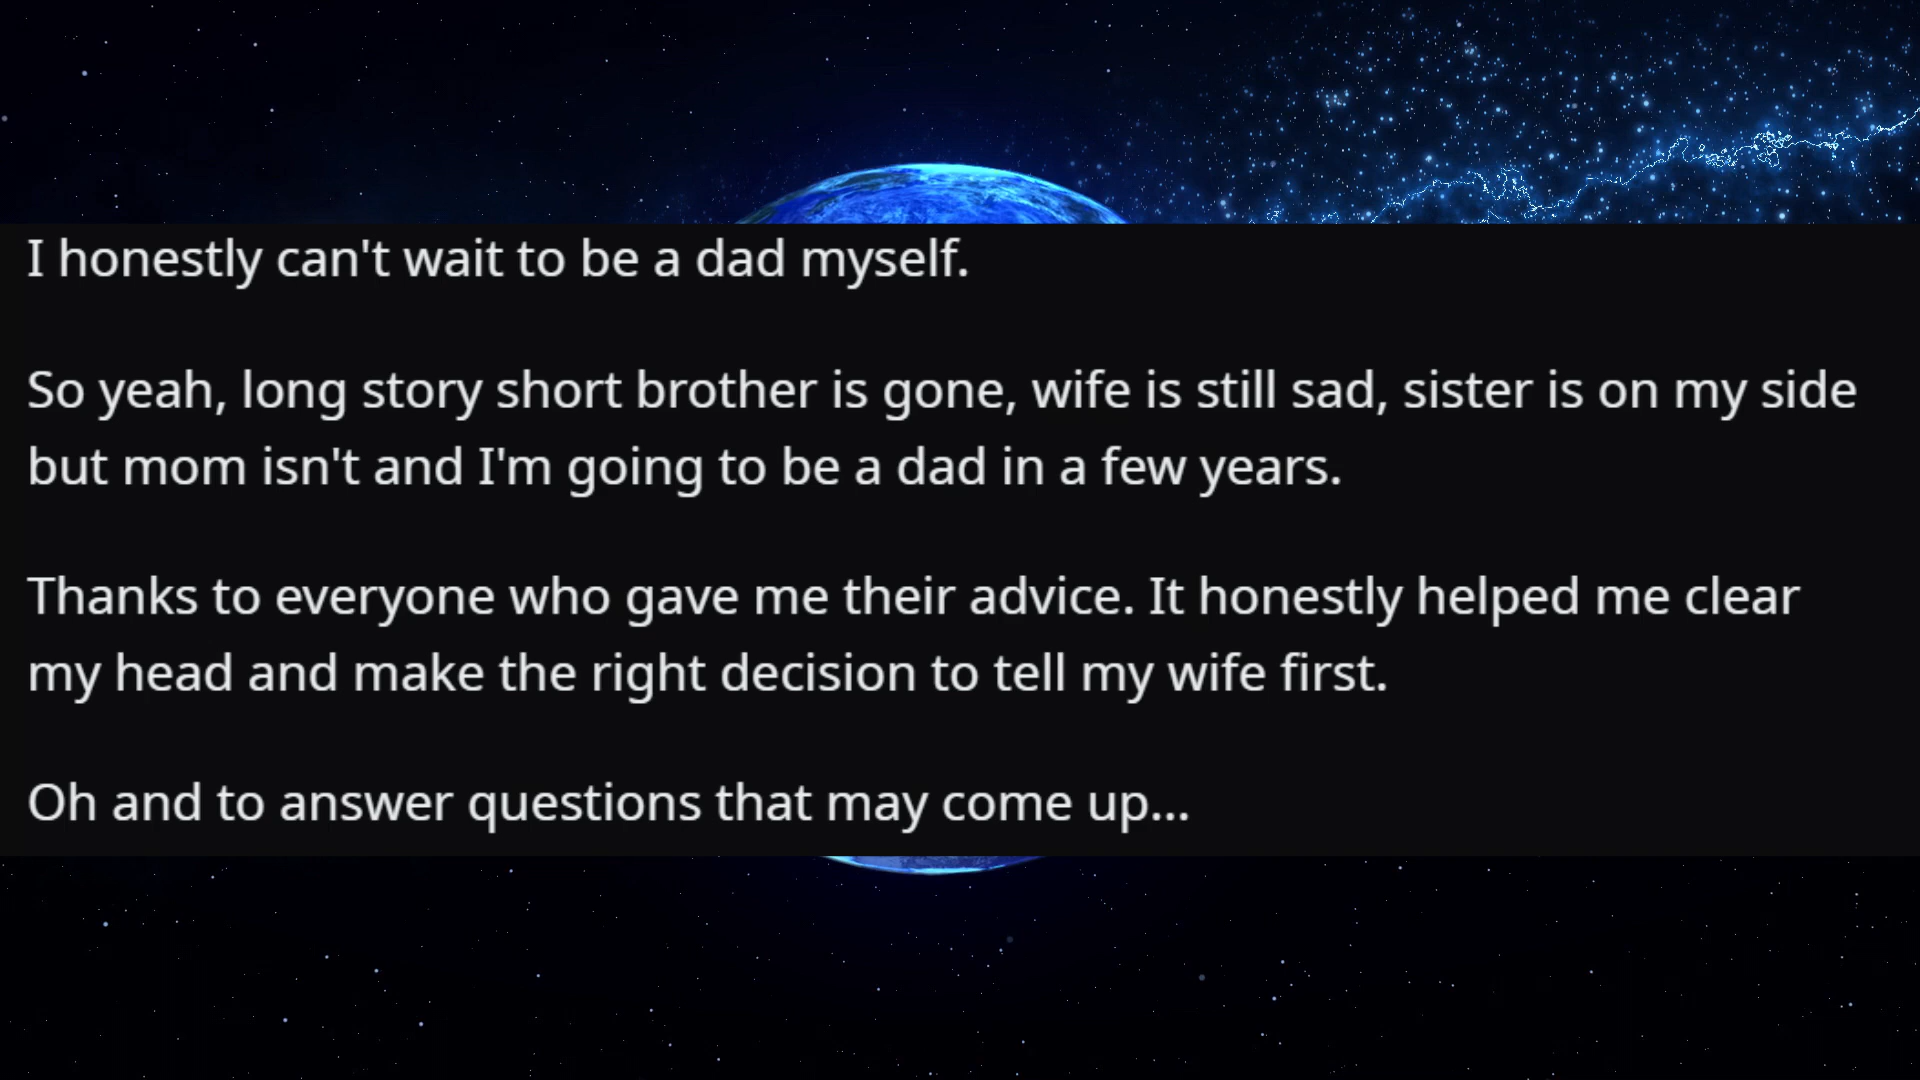 I honestly can't wait to be a dad myself.
So yeah, long story short brother is gone, wife is still sad, sister is on my side
but mom isn't and I'm going to be a dad in a few years.
Thanks to everyone who gave me their advice. It honestly helped me clear
my head and make the right decision to tell my wife first.
Oh and to answer questions that may come up...